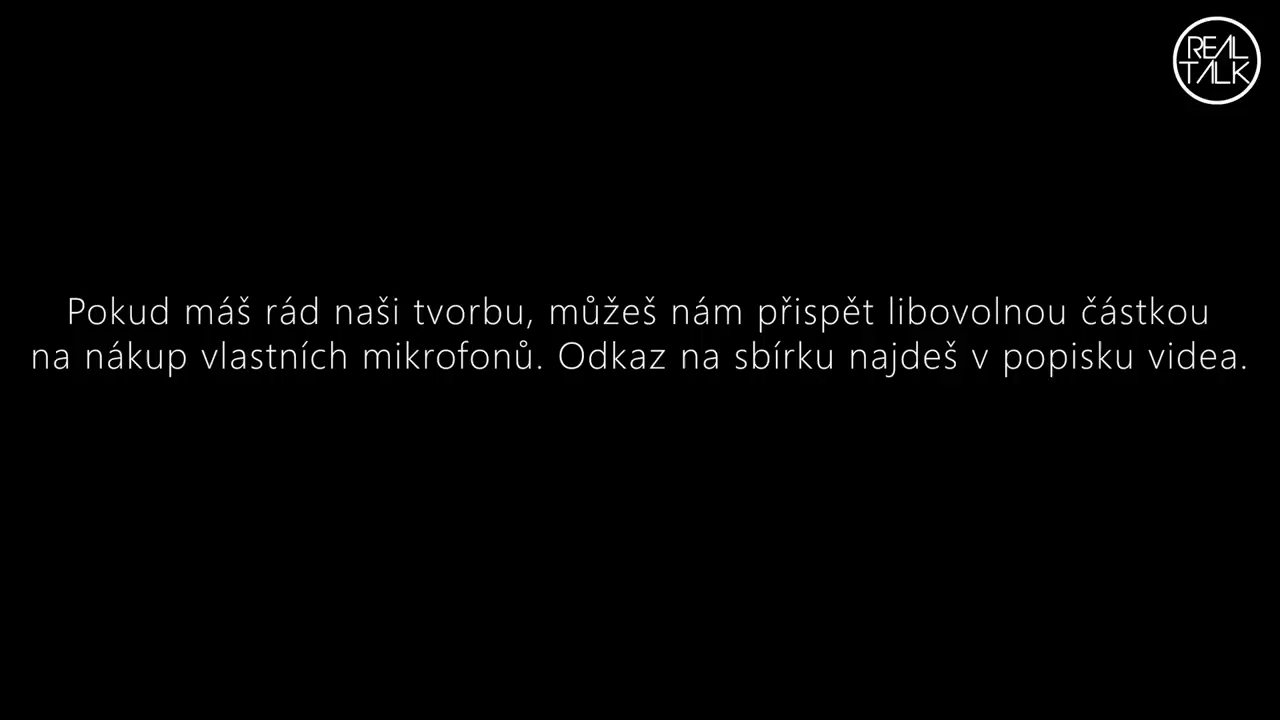 REAL
TALK
Pokud máš rád naši tvorbu, můžeš nám přispět libovolnou částkou
na nákup vlastních mikrofonů. Odkaz na sbírku najdeš v popisku videa.